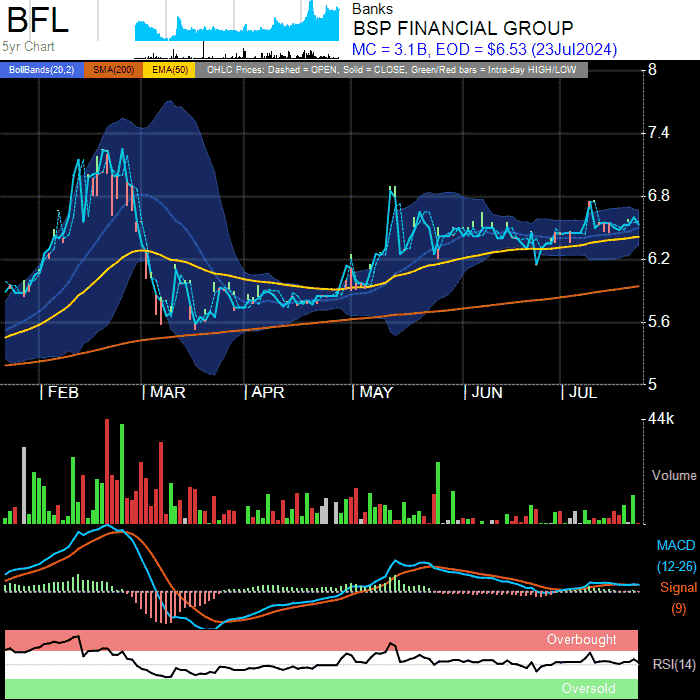 BFL
5yr Chart
Banks
BSP FINANCIAL GROUP
MC = 3.1B, EOD = $6.53 (23Jul2024)
BollBands(20,2) SMA(200) EMA(50) OHLC Prices: Dashed = OPEN, Solid = CLOSE, Green/Red bars = Intra-day HIGH/LOW
8
7.4
6.8
6.2
5.6
5
FEB MAR APR MAY JUN JUL
44k
Volume
MACD
(12-26)
Signal
(9)
Overbought
RSI(14)
Oversold